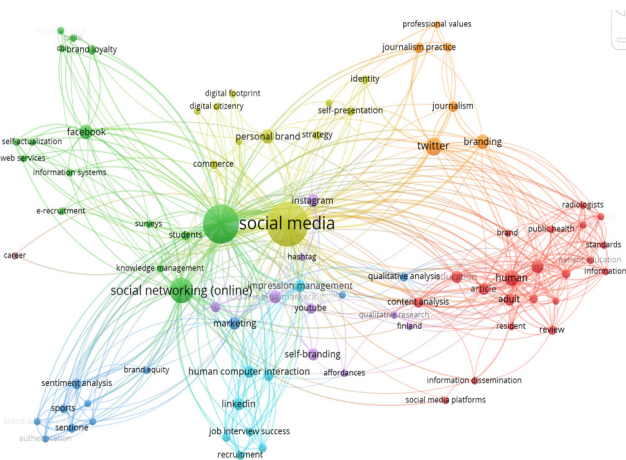 professional values
journalism practice
brand loyalty
identity
digital footprint
digital citizenry
self-presentation
journalism
facebook
personal brand
strategy
self-actualization
twitter
branding
web services
commerce
information systems
instagram
radiologists
e-recruitment
surveys
social media
public health
students
brand
standards
career
hashtag
knowledge management
patient education
information
qualitative analysis
education
human
social networking (online)
impression management
article
adult
content analysis
youtube
qualitative research
marketing
finland
resident
review
self-branding
brand equity
human computer interaction
affordances
sentiment analysis
information dissemination
social media platforms
linkedin
sports
sentione
job interview success
authentication
recruitment